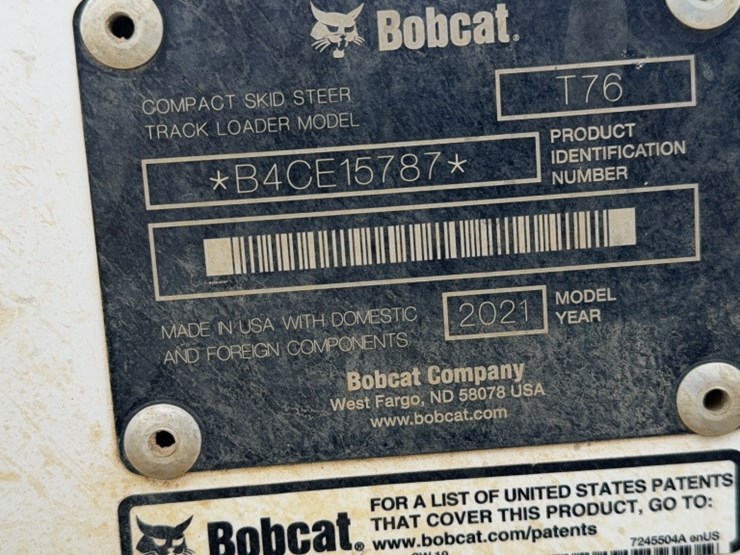 Bobcat.
COMPACT SKID STEER
TRACK LOADER MODEL
T76
*B4CE15787*
PRODUCT
IDENTIFICATION
NUMBER
MADE IN USA WITH DOMESTIC
AND FOREIGN COMPONENTS
2021
MODEL
YEAR
Bobcat Company
West Fargo, ND 58078 USA
www.bobcat.com
Bobcat®
FOR A LIST OF UNITED STATES PATENTS
THAT COVER THIS PRODUCT, GO TO:
www.bobcat.com/patents
7245504A enUS